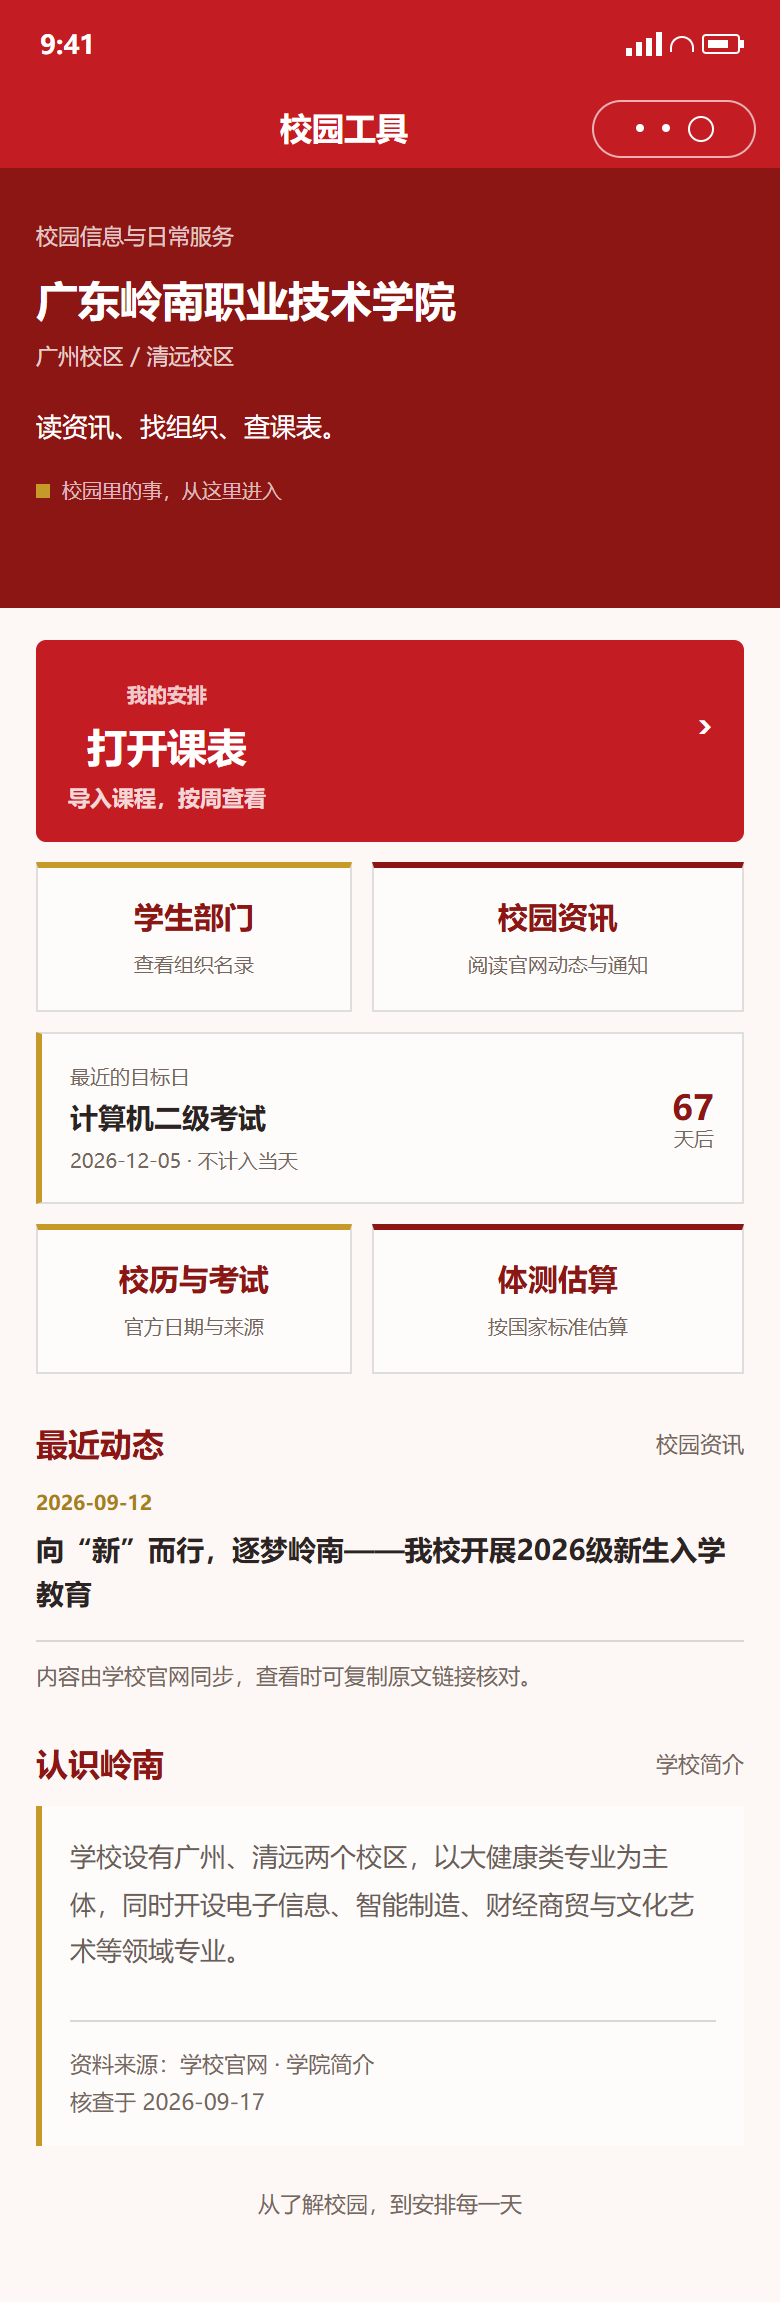 9:41
校园工具
校园信息与日常服务
广东岭南职业技术学院
广州校区 / 清远校区
读资讯、找组织、查课表。
校园里的事，从这里进入
我的安排
打开课表
导入课程，按周查看
学生部门
查看组织名录
校园资讯
阅读官网动态与通知
最近的目标日
计算机二级考试
2026-12-05 · 不计入当天
67
天后
校历与考试
官方日期与来源
体测估算
按国家标准估算
最近动态
校园资讯
2026-09-12
向“新”而行，逐梦岭南——我校开展2026级新生入学
教育
内容由学校官网同步，查看时可复制原文链接核对。
认识岭南
学校简介
学校设有广州、清远两个校区，以大健康类专业为主
体，同时开设电子信息、智能制造、财经商贸与文化艺
术等领域专业。
资料来源：学校官网 · 学院简介
核查于 2026-09-17
从了解校园，到安排每一天